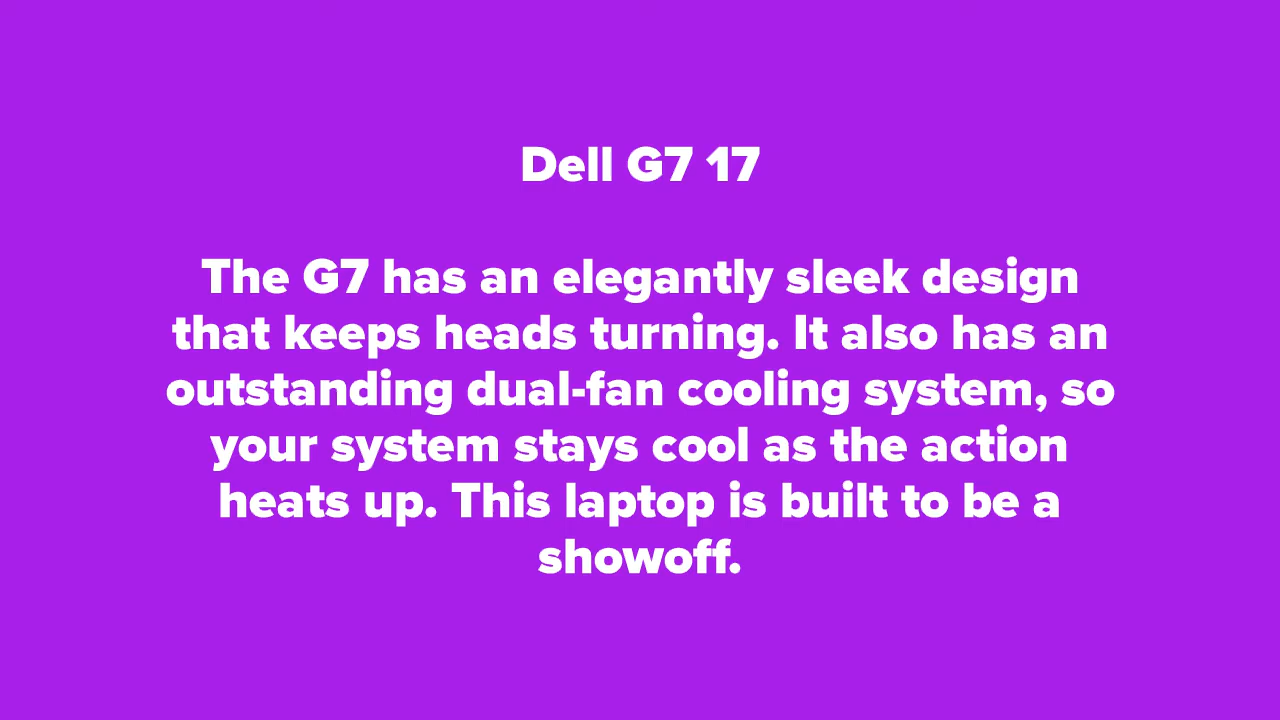 Dell G7 17
The G7 has an elegantly sleek design
that keeps heads turning. It also has an
outstanding dual-fan cooling system, so
your system stays cool as the action
heats up. This laptop is built to be a
showoff.